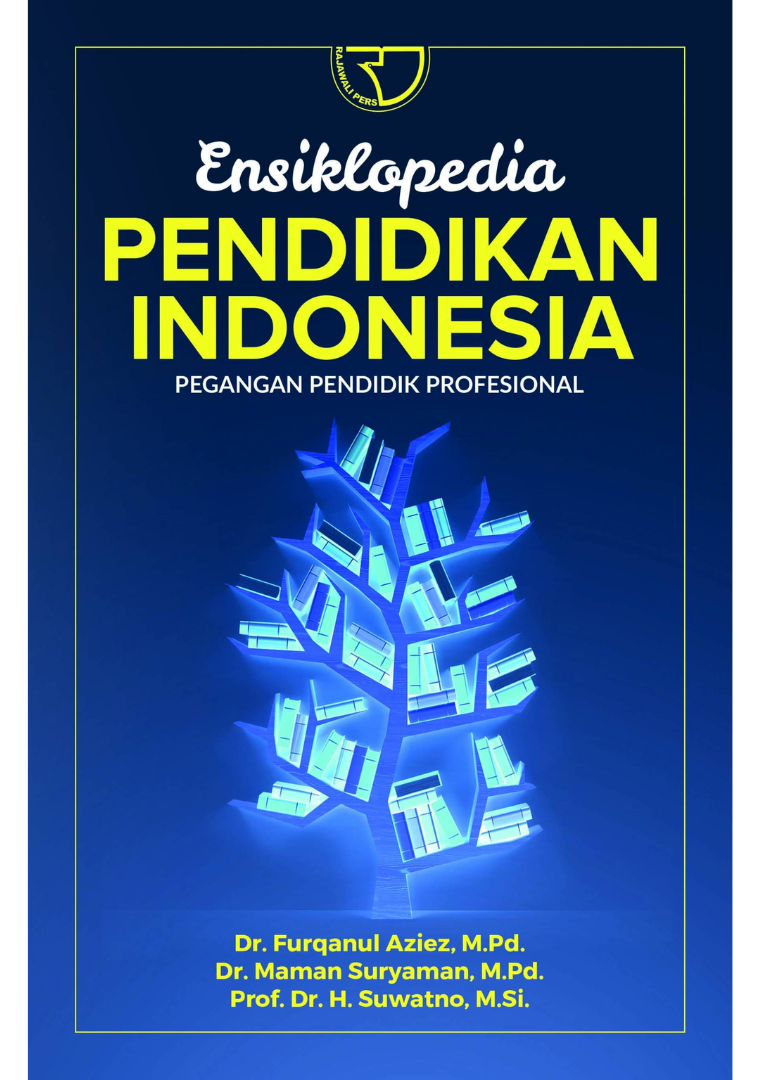 RAJAWALI PERS
Ensiklopedia
PENDIDIKAN
INDONESIA
PEGANGAN PENDIDIK PROFESIONAL
Dr. Furqanul Aziez, M.Pd.
Dr. Maman Suryaman, M.Pd.
Prof. Dr. H. Suwatno, M.Si.